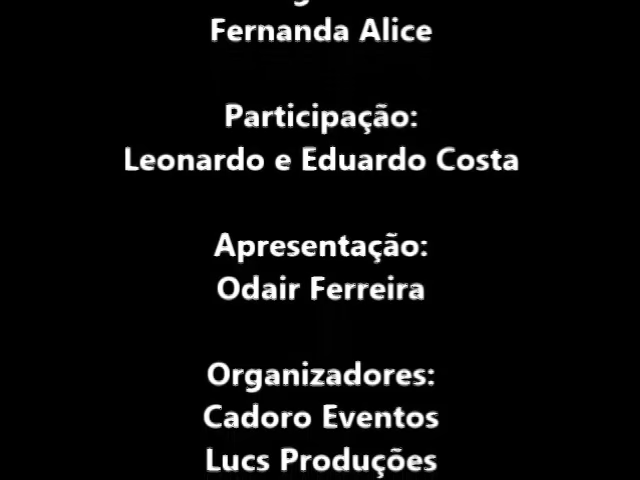 Fernanda Alice
Participação:
Leonardo e Eduardo Costa
Apresentação:
Odair Ferreira
Organizadores:
Cadoro Eventos
Lucs Produções